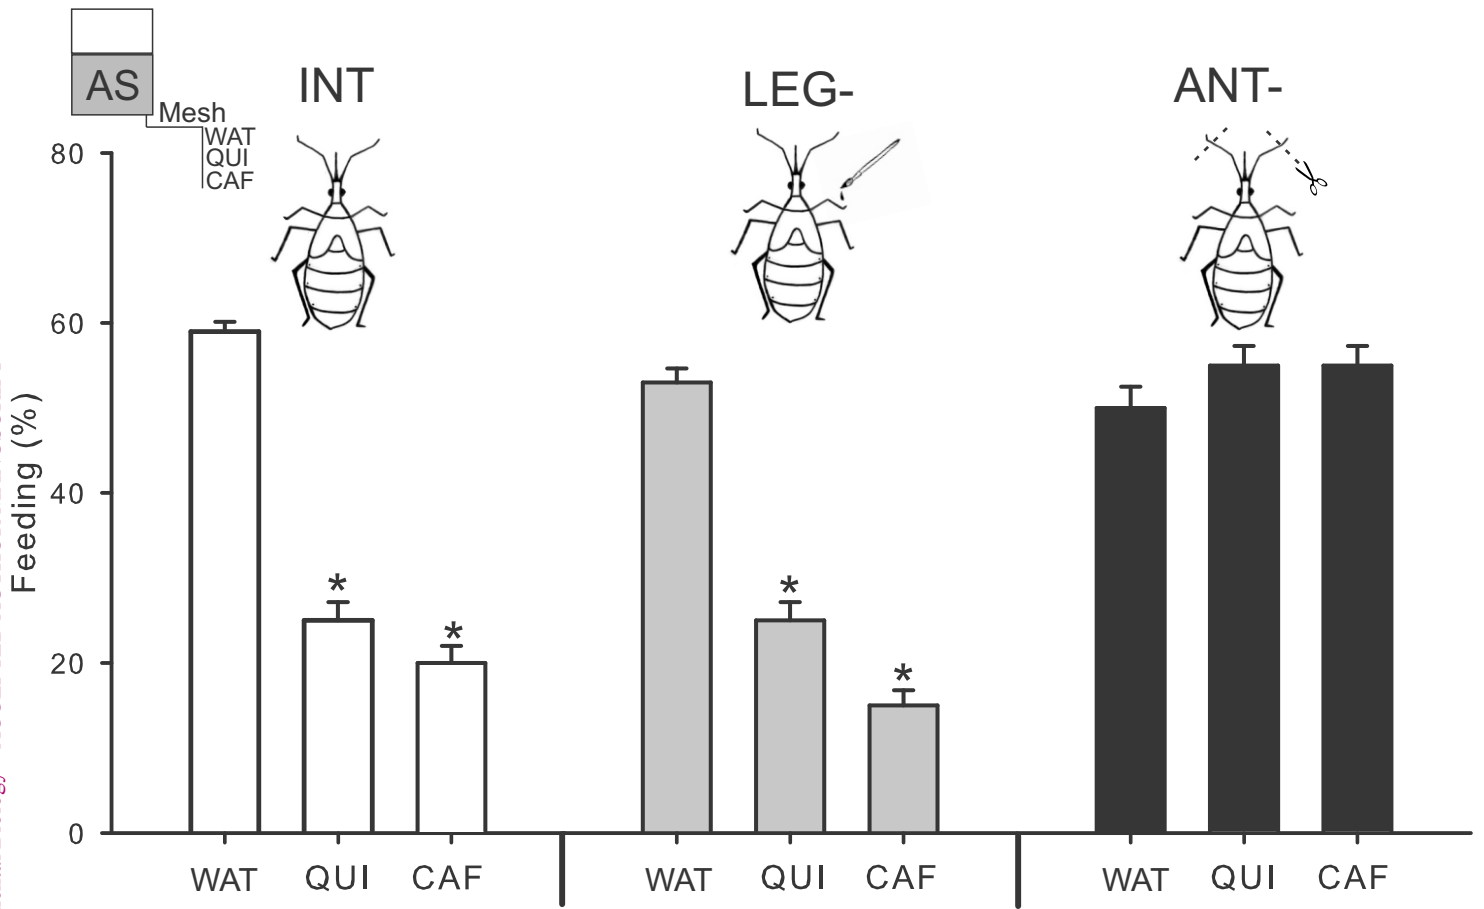 AS
Mesh
WAT
QUI
CAF
INT
LEG-
ANT-
80
60
40
20
0
Feeding (%)
*
*
*
*
WAT
QUI
CAF
WAT
QUI
CAF
WAT
QUI
CAF